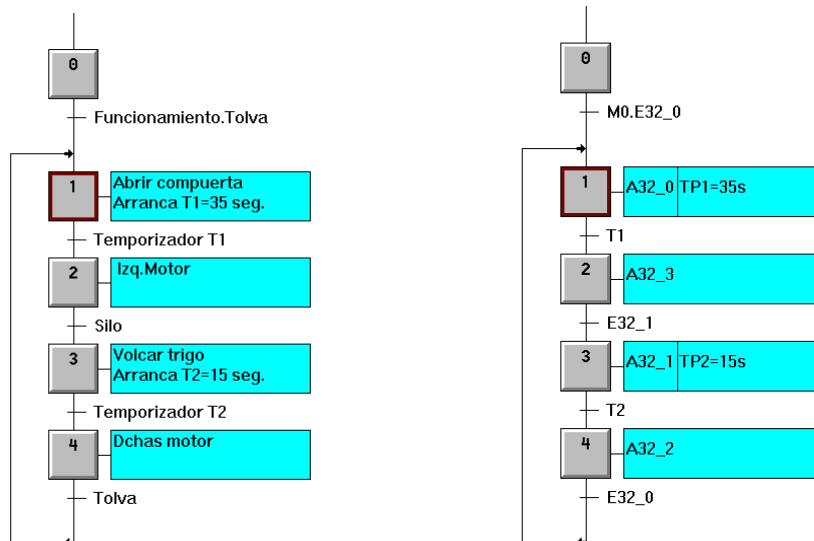 0
Funcionamiento.Tolva
1
Abrir compuerta
Arranca T1=35 seg.
Temporizador T1
2
Izq.Motor
Silo
3
Volcar trigo
Arranca T2=15 seg.
Temporizador T2
4
Dchas motor
Tolva
0
M0.E32_0
1
A32_0 TP1=35s
T1
2
A32_3
E32_1
3
A32_1 TP2=15s
T2
4
A32_2
E32_0